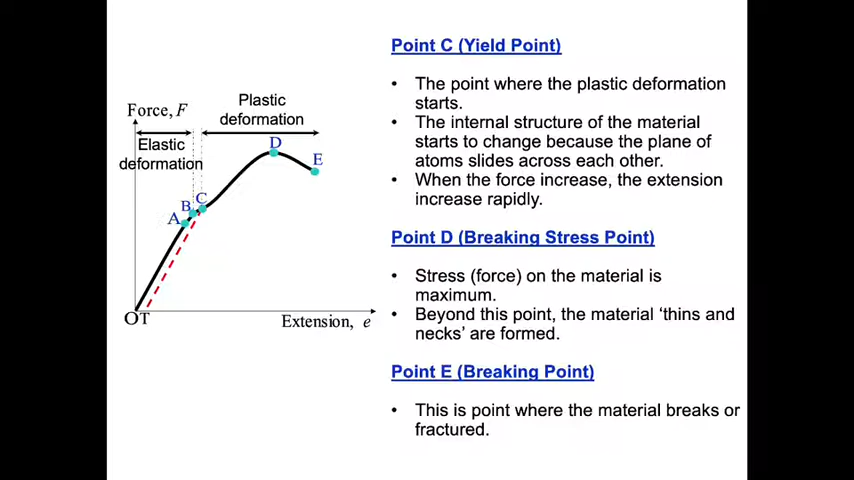 Force, F
Elastic
deformation
Plastic
deformation
A
B
C
D
E
OT
Extension, e
Point C (Yield Point)
• The point where the plastic deformation
starts.
• The internal structure of the material
starts to change because the plane of
atoms slides across each other.
• When the force increase, the extension
increase rapidly.
Point D (Breaking Stress Point)
• Stress (force) on the material is
maximum.
• Beyond this point, the material ‘thins and
necks’ are formed.
Point E (Breaking Point)
• This is point where the material breaks or
fractured.